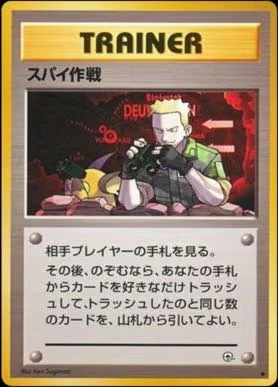 TRAINER
スパイ作戦
Bialystok
DEU
相手プレイヤーの手札を見る。
その後、のぞむなら、あなたの手札
からカードを好きなだけトラッシ
ュして、トラッシュしたのと同じ数
のカードを、山札から引いてよい。
Illus. Ken Sugimori